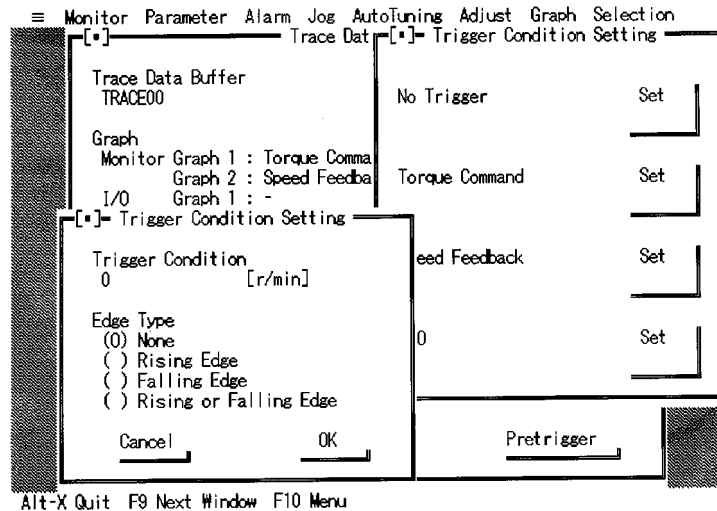 ≡ Monitor Parameter Alarm Jog AutoTuning Adjust Graph Selection
[▪] Trace Dat
Trace Data Buffer
TRACE00
Graph
Monitor Graph 1 : Torque Comma
Graph 2 : Speed Feedba
I/O Graph 1 : -
[▪] Trigger Condition Setting
No Trigger Set
Torque Command Set
eed Feedback Set
0 Set
[▪] Trigger Condition Setting
Trigger Condition
0 [r/min]
Edge Type
(O) None
( ) Rising Edge
( ) Falling Edge
( ) Rising or Falling Edge
Cancel OK
Pretrigger
Alt-X Quit F9 Next Window F10 Menu